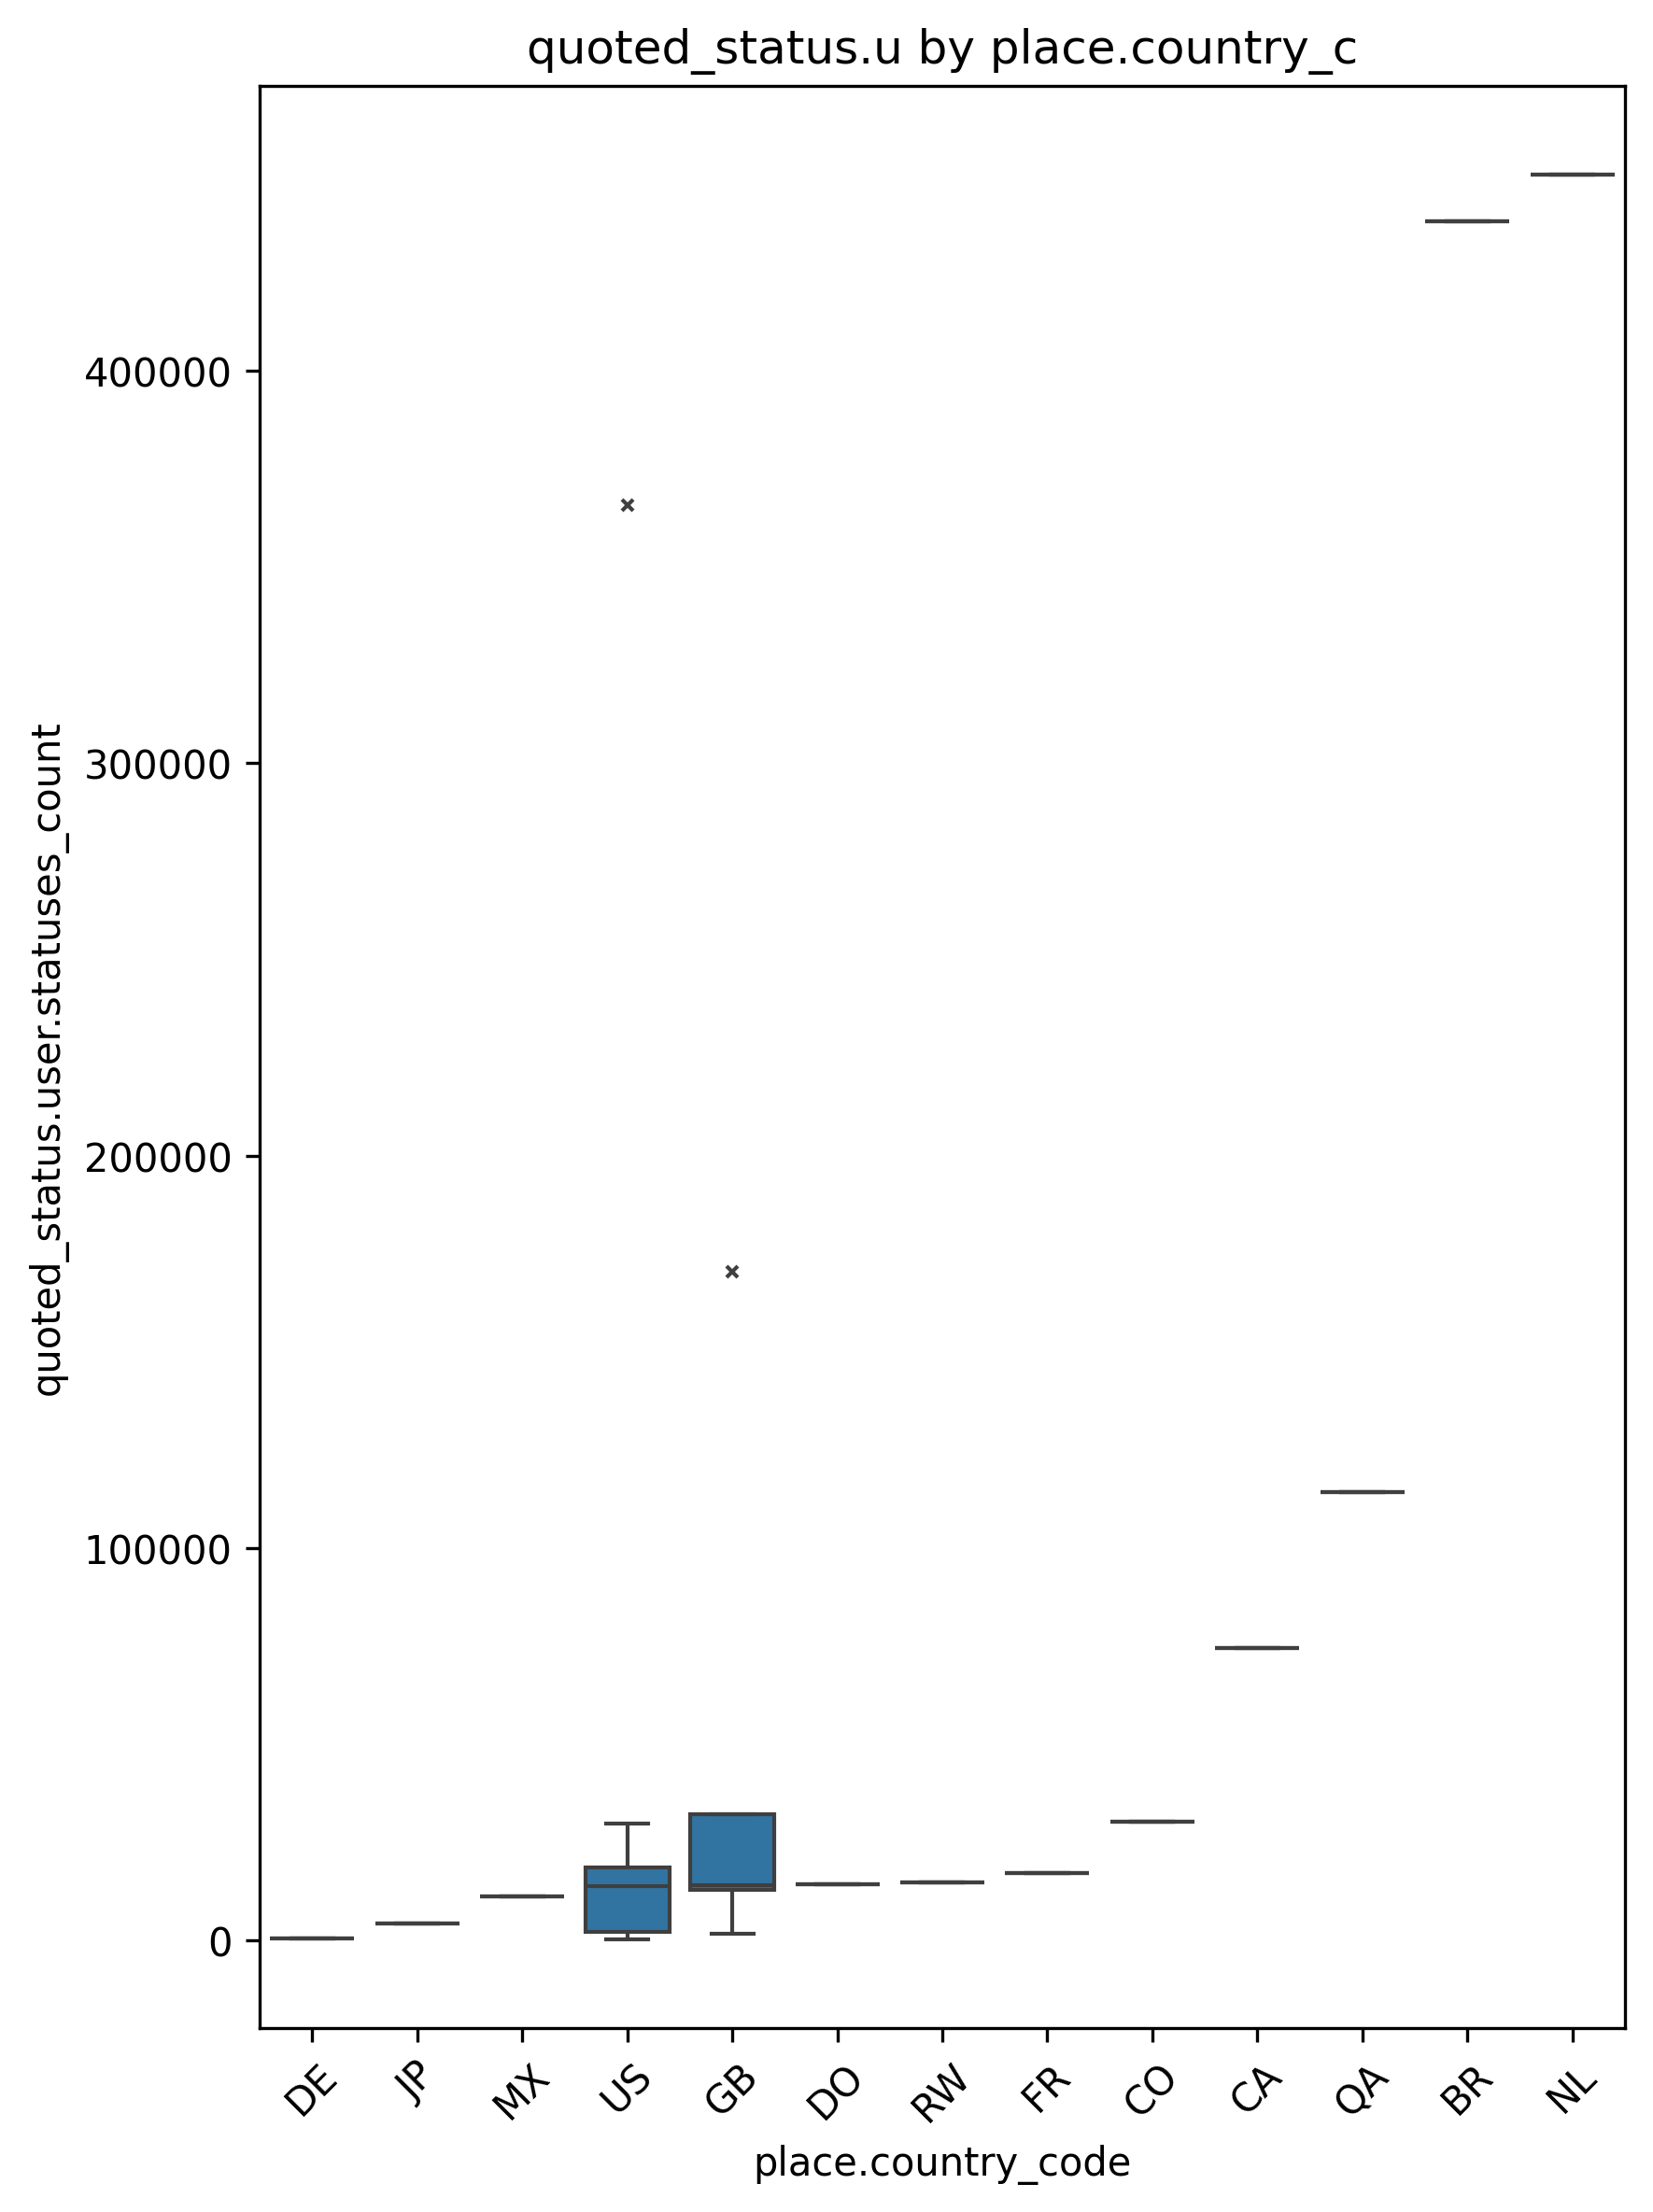 quoted_status.u by place.country_c
quoted_status.user.statuses_count
400000
300000
200000
100000
0
DE
JP
MX
US
GB
DO
RW
FR
CO
CA
QA
BR
NL
place.country_code